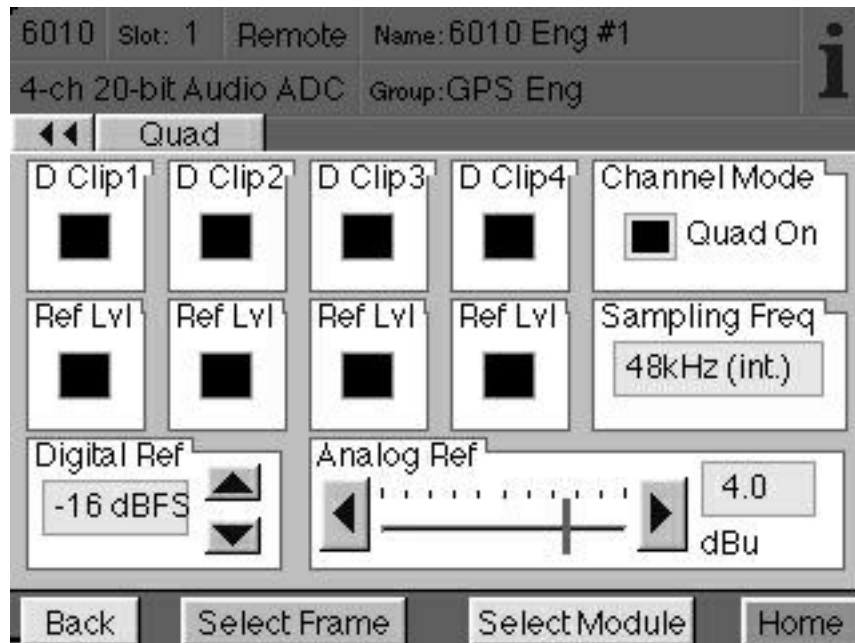 6010 Slot: 1 Remote Name: 6010 Eng #1
4-ch 20-bit Audio ADC Group: GPS Eng
i
Quad
D Clip1 D Clip2 D Clip3 D Clip4 Channel Mode
Quad On
Ref Lvl Ref Lvl Ref Lvl Ref Lvl Sampling Freq
48kHz (int.)
Digital Ref Analog Ref
-16 dBFS 4.0
dBu
Back Select Frame Select Module Home